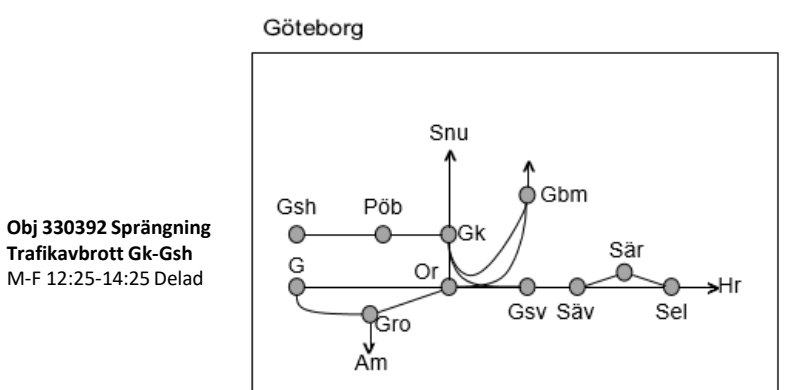 Göteborg
Snu
Gbm
Gsh Pöb Gk
Obj 330392 Sprängning
Trafikavbrott Gk-Gsh
M-F 12:25-14:25 Delad
G Or Sär
Hr
Gsv Säv Sel
Gro
Am